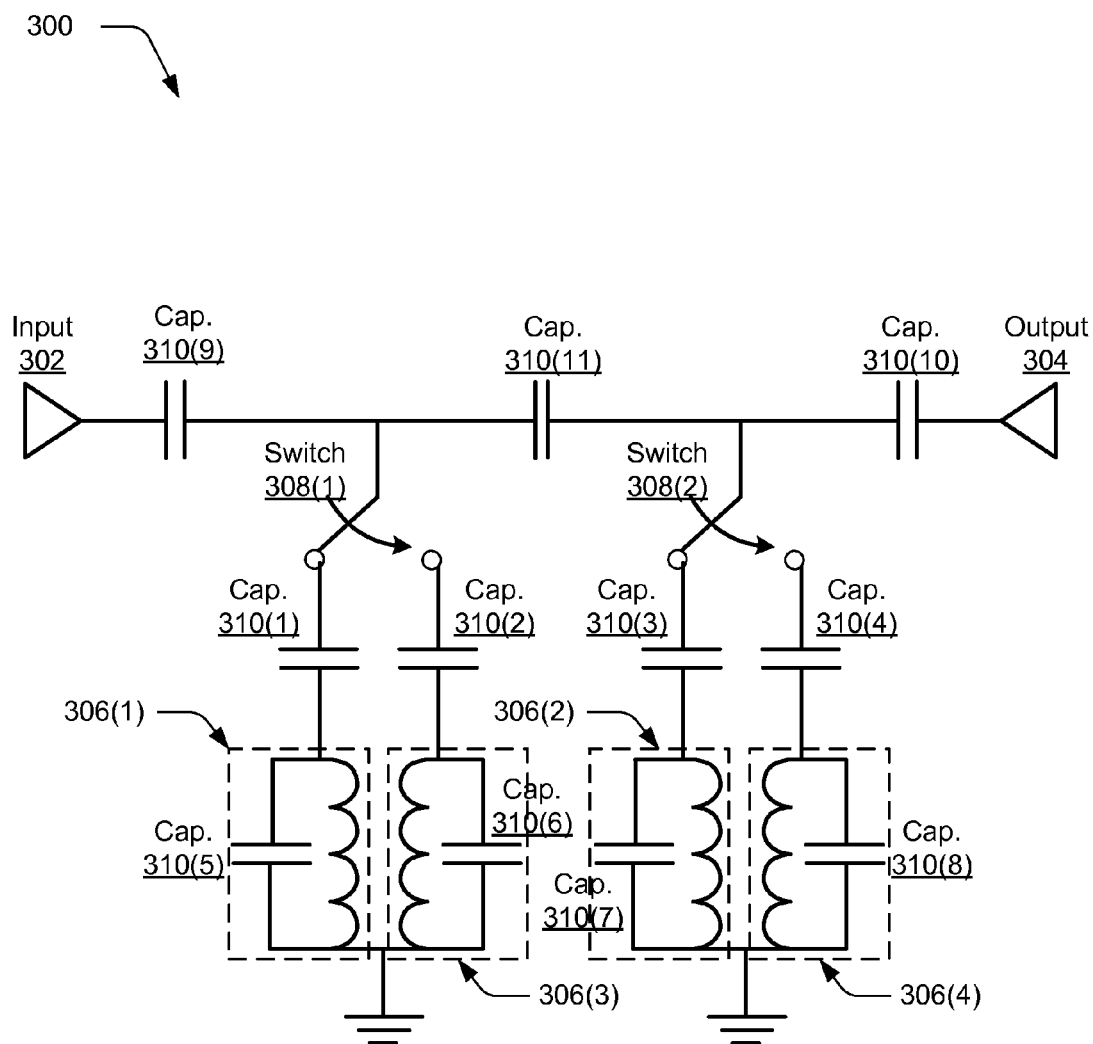 300
Input
302
Cap.
310(9)
Cap.
310(11)
Cap.
310(10)
Output
304
Switch
308(1)
Switch
308(2)
Cap.
310(1)
Cap.
310(2)
Cap.
310(3)
Cap.
310(4)
306(1)
306(2)
Cap.
310(5)
Cap.
310(6)
Cap.
310(7)
Cap.
310(8)
306(3)
306(4)